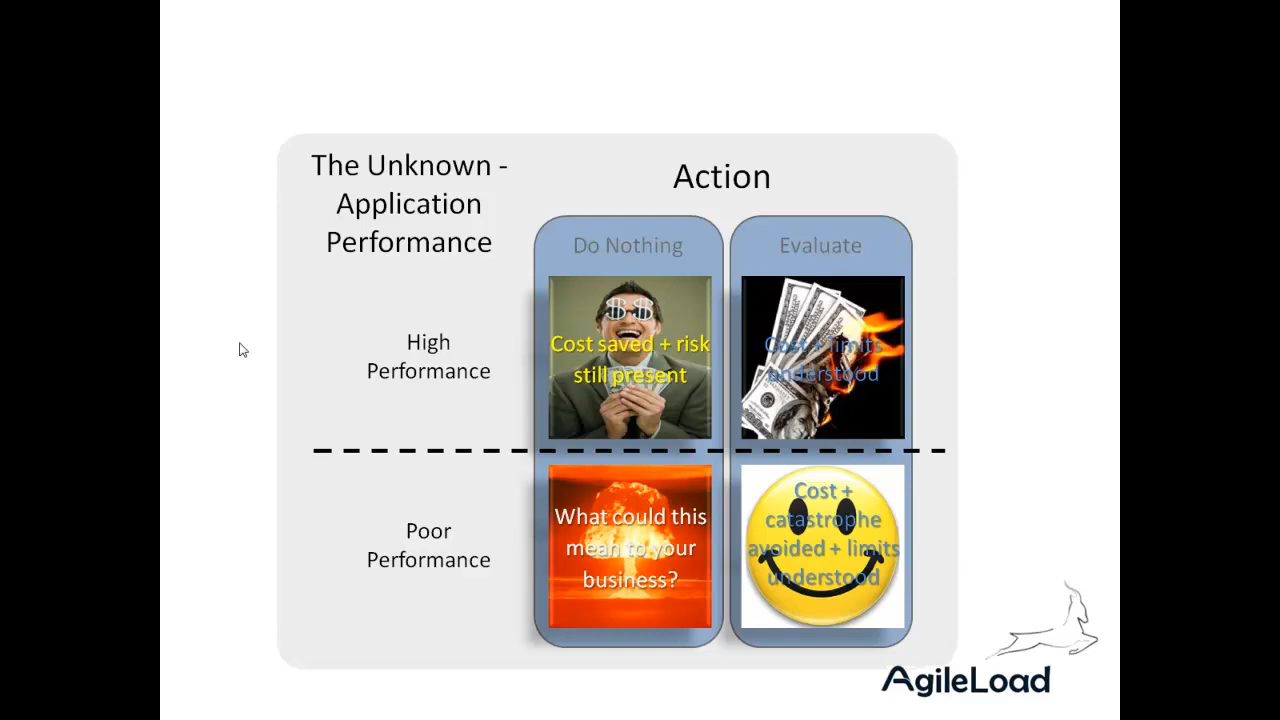 The Unknown -
Application
Performance
Action
Do Nothing
Evaluate
High
Performance
Cost saved + risk
still present
Cost + limits
understood
Poor
Performance
What could this
mean to your
business?
Cost +
catastrophe
avoided + limits
understood
AgileLoad